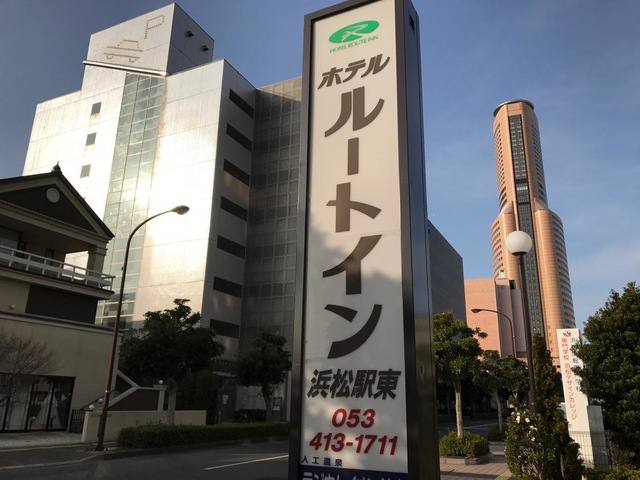 HOTEL ROUTE INN
ホテル
ルートイン
浜松駅東
053
413-1711
人工温泉
P